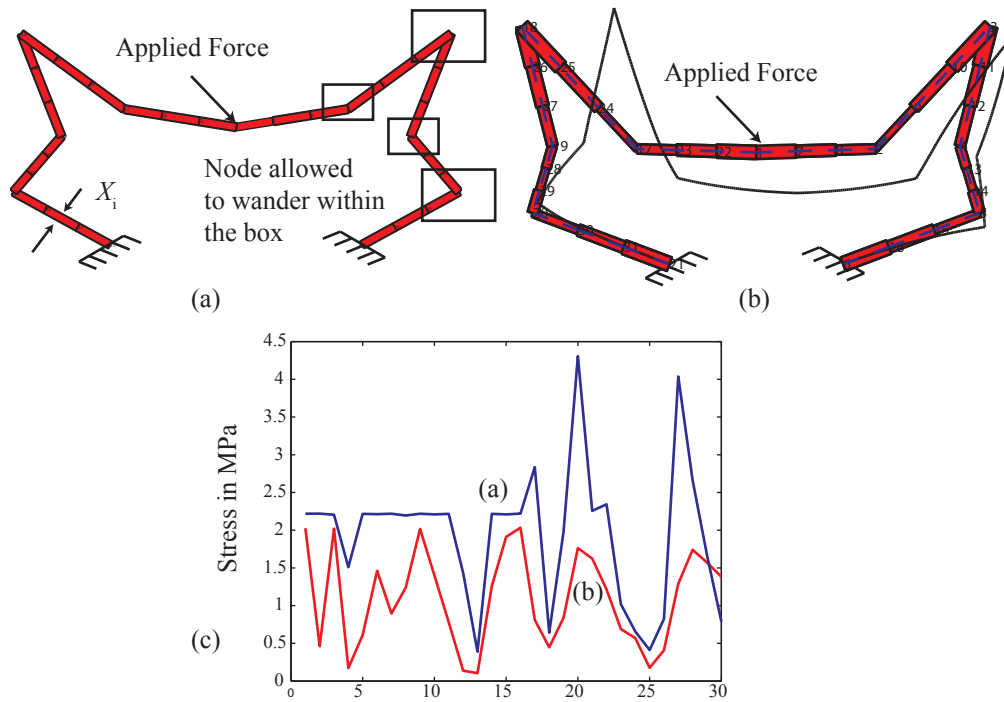 Applied Force
X_i
Node allowed
to wander within
the box
(a)
Applied Force
(b)
4.5
4
3.5
3
2.5
2
1.5
1
0.5
0
Stress in MPa
(a)
(b)
(c)
0
5
10
15
20
25
30